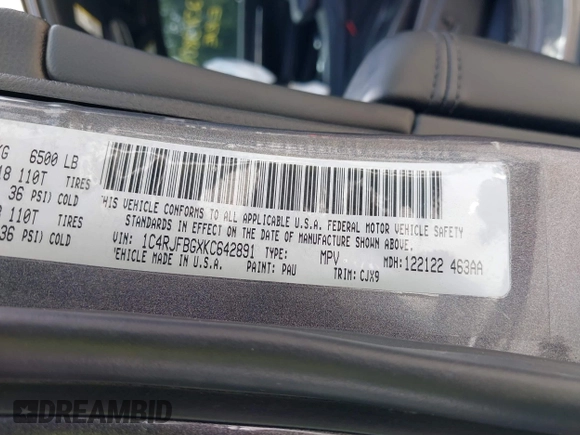 KG 6500 LB
18 110T TIRES
36 PSI) COLD
110T TIRES
36 PSI) COLD
THIS VEHICLE CONFORMS TO ALL APPLICABLE U.S.A. FEDERAL MOTOR VEHICLE SAFETY
STANDARDS IN EFFECT ON THE DATE OF MANUFACTURE SHOWN ABOVE.
VIN: 1C4RJFBGXKC642891 TYPE: MPV MDH: 122122 463AA
VEHICLE MADE IN U.S.A. PAINT: PAU TRIM: CJX9
DREAMBID